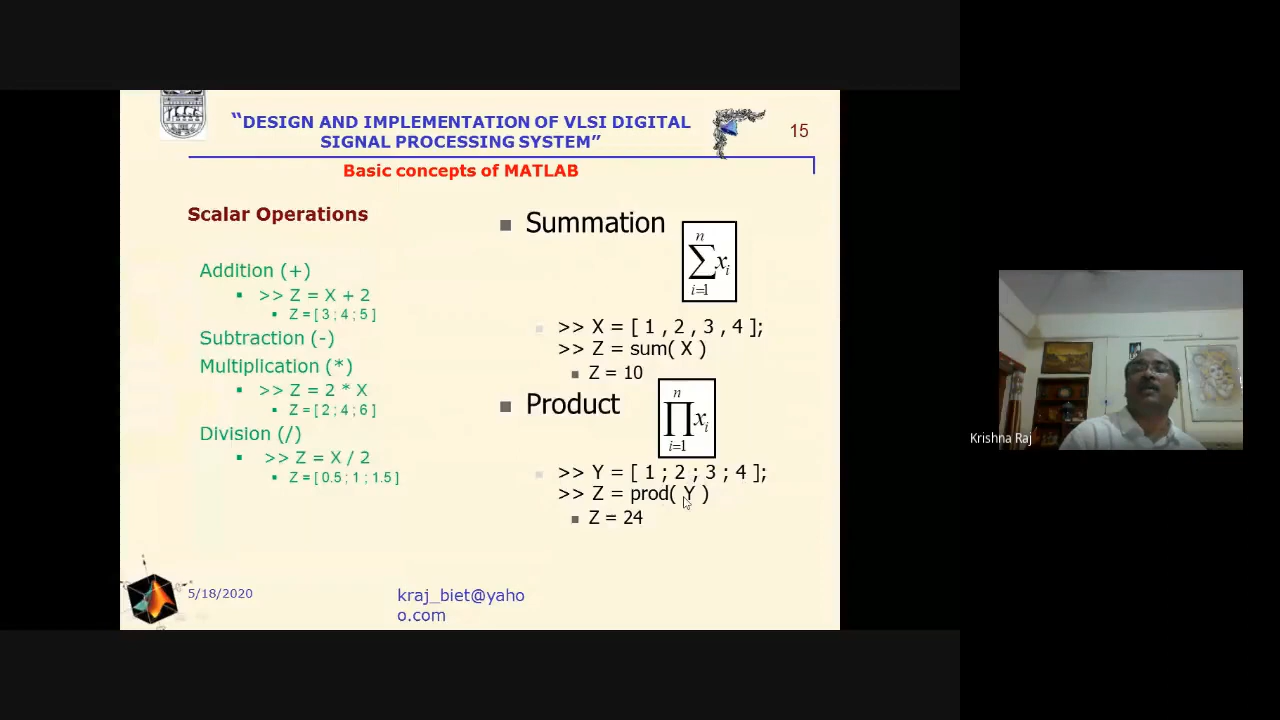 “DESIGN AND IMPLEMENTATION OF VLSI DIGITAL
SIGNAL PROCESSING SYSTEM”
15
Basic concepts of MATLAB
Scalar Operations
Addition (+)
>> Z = X + 2
Z = [ 3 ; 4 ; 5 ]
Subtraction (-)
Multiplication (*)
>> Z = 2 * X
Z = [ 2 ; 4 ; 6 ]
Division (/)
>> Z = X / 2
Z = [ 0.5 ; 1 ; 1.5 ]
Summation
n
∑ xi
i=1
>> X = [ 1 , 2 , 3 , 4 ];
>> Z = sum( X )
Z = 10
Product
n
∏ xi
i=1
>> Y = [ 1 ; 2 ; 3 ; 4 ];
>> Z = prod( Y )
Z = 24
5/18/2020
kraj_biet@yaho
o.com
Krishna Raj